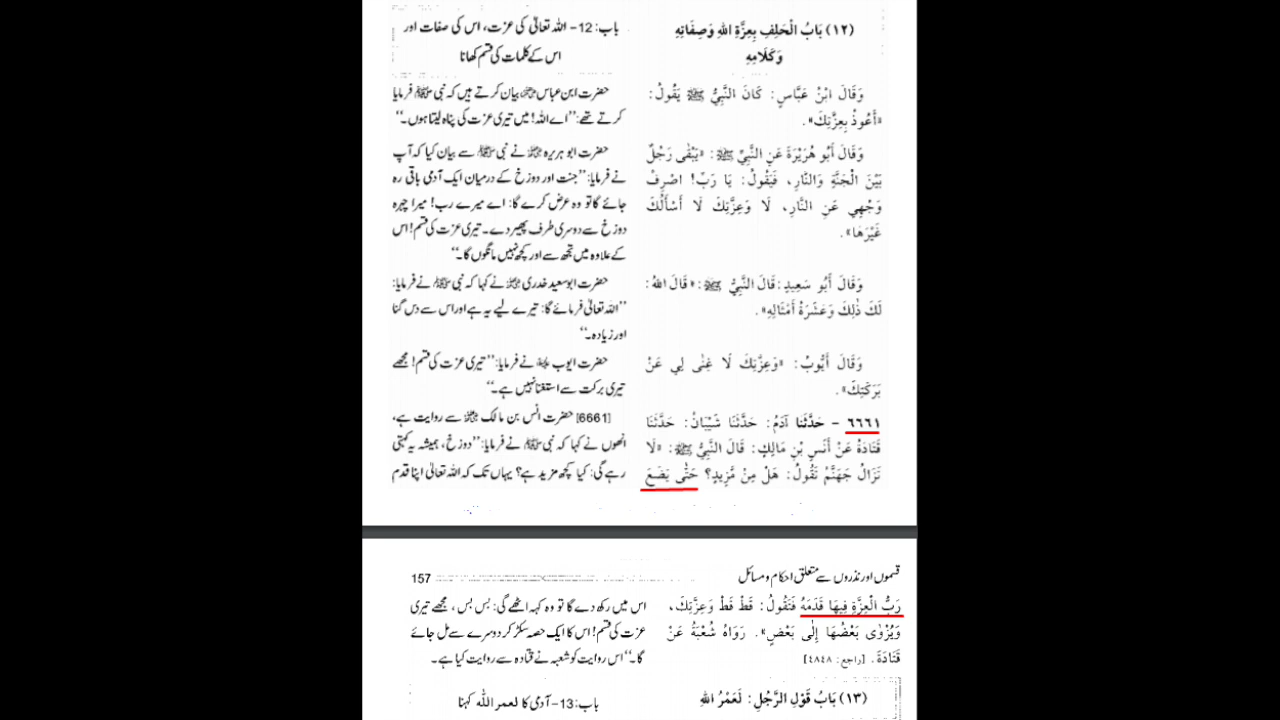 (١٢) بَابُ الْحَلِفِ بِعِزَّةِ اللهِ وَصِفَاتِهِ
وَكَلَامِهِ
وَقَالَ ابْنُ عَبَّاسٍ: كَانَ النَّبِيُّ ﷺ يَقُولُ:
«أَعُوذُ بِعِزَّتِكَ».
وَقَالَ أَبُو هُرَيْرَةَ عَنِ النَّبِيِّ ﷺ: «يَبْقَى رَجُلٌ
بَيْنَ الْجَنَّةِ وَالنَّارِ، فَيَقُولُ: يَا رَبِّ! اصْرِفْ
وَجْهِي عَنِ النَّارِ، لَا وَعِزَّتِكَ لَا أَسْأَلُكَ
غَيْرَهَا».
وَقَالَ أَبُو سَعِيدٍ: قَالَ النَّبِيُّ ﷺ: «قَالَ اللهُ:
لَكَ ذٰلِكَ وَعَشَرَةُ أَمْثَالِهِ».
وَقَالَ أَيُّوبُ: «وَعِزَّتِكَ لَا غِنٰى لِي عَنْ
بَرَكَتِكَ».
٦٦٦١ - حَدَّثَنَا آدَمُ: حَدَّثَنَا شَيْبَانُ: حَدَّثَنَا
قَتَادَةُ عَنْ أَنَسِ بْنِ مَالِكٍ: قَالَ النَّبِيُّ ﷺ: «لَا
تَزَالُ جَهَنَّمُ تَقُولُ: هَلْ مِنْ مَّزِيدٍ؟ حَتّٰى يَضَعَ
باب: 12- اللہ تعالیٰ کی عزت، اس کی صفات اور
اس کے کلمات کی قسم کھانا
حضرت ابن عباس ؓ بیان کرتے ہیں کہ نبی ﷺ فرمایا
کرتے تھے: ”اے اللہ! میں تیری عزت کی پناہ لیتا ہوں۔“
حضرت ابو ہریرہ ؓ نے نبی ﷺ سے بیان کیا کہ آپ
نے فرمایا: ”جنت اور دوزخ کے درمیان ایک آدمی باقی رہ
جائے گا تو وہ عرض کرے گا: اے میرے رب! میرا چہرہ
دوزخ سے دوسری طرف پھیر دے۔ تیری عزت کی قسم! اس
کے علاوہ میں تجھ سے اور کچھ نہیں مانگوں گا۔“
حضرت ابو سعید خدری ؓ نے کہا کہ نبی ﷺ نے فرمایا:
”اللہ تعالیٰ فرمائے گا: تیرے لیے یہ ہے اور اس سے دس گنا
اور زیادہ۔“
حضرت ایوب ؑ نے فرمایا: ”تیری عزت کی قسم! مجھے
تیری برکت سے استغنا نہیں ہے۔“
[6661] حضرت انس بن مالک ؓ سے روایت ہے،
انھوں نے کہا کہ نبی ﷺ نے فرمایا: ”دوزخ، ہمیشہ یہ کہتی
رہے گی: کیا کچھ مزید ہے؟ یہاں تک کہ اللہ تعالیٰ اپنا قدم
قسموں اور نذروں سے متعلق احکام و مسائل
157
رَبُّ الْعِزَّةِ فِيهَا قَدَمَهُ فَتَقُولُ: قَطْ قَطْ وَعِزَّتِكَ،
وَيُزْوٰى بَعْضُهَا إِلٰى بَعْضٍ». رَوَاهُ شُعْبَةُ عَنْ
قَتَادَةَ. [راجع: ٤٨٤٨]
اس میں رکھ دے گا تو وہ کہہ اٹھے گی: بس بس، مجھے تیری
عزت کی قسم! اس کا ایک حصہ سکڑ کر دوسرے سے مل جائے
گا۔“ اس روایت کو شعبہ نے قتادہ سے روایت کیا ہے۔
(١٣) بَابُ قَوْلِ الرَّجُلِ: لَعَمْرُ اللهِ
باب: 13- آدمی کا لعمر اللّٰہ کہنا